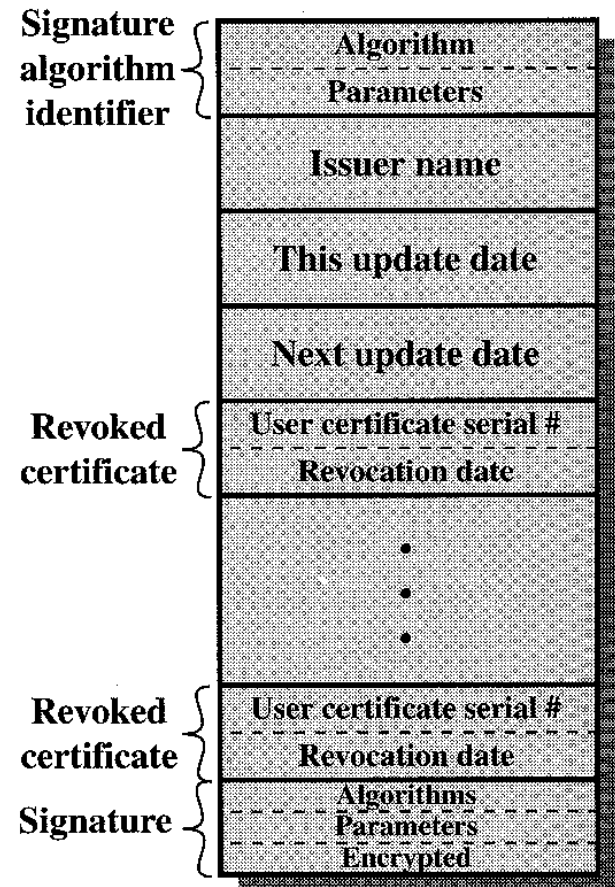 Signature
algorithm
identifier
Algorithm
Parameters
Issuer name
This update date
Next update date
Revoked
certificate
User certificate serial #
Revocation date
Revoked
certificate
User certificate serial #
Revocation date
Signature
Algorithms
Parameters
Encrypted